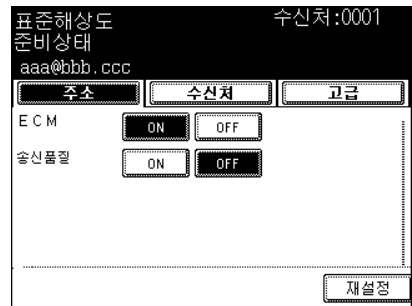 표준해상도 수신처:0001
준비상태
aaa@bbb.ccc
주소 수신처 고급
ECM ON OFF
송신품질 ON OFF
재설정